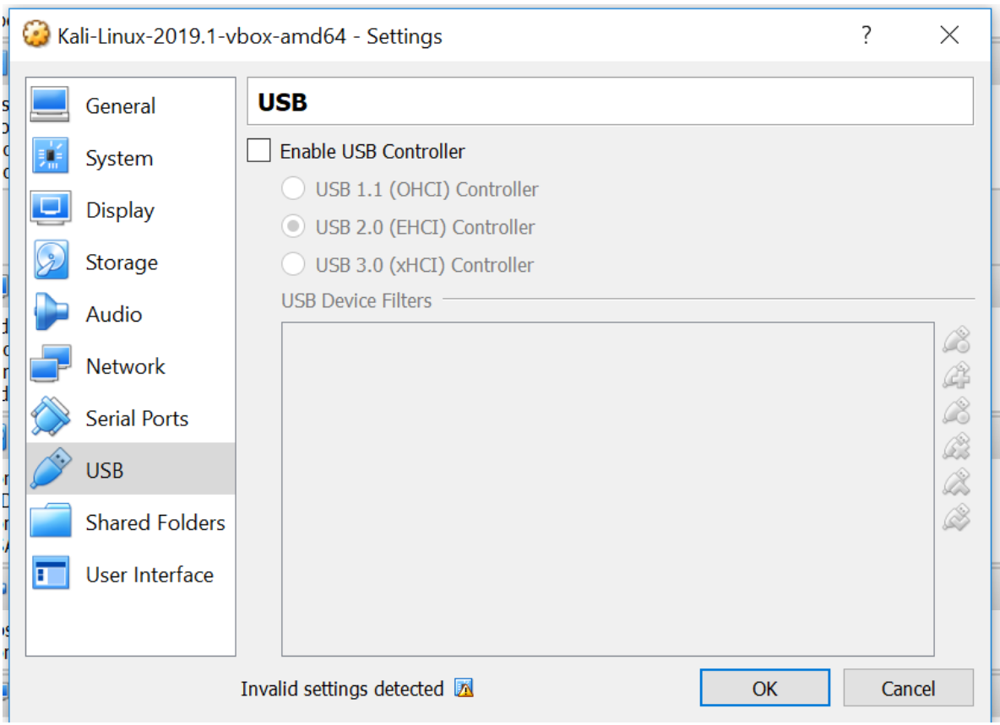 Kali-Linux-2019.1-vbox-amd64 - Settings
?
General
System
Display
Storage
Audio
Network
Serial Ports
USB
Shared Folders
User Interface
USB
Enable USB Controller
USB 1.1 (OHCI) Controller
USB 2.0 (EHCI) Controller
USB 3.0 (xHCI) Controller
USB Device Filters
Invalid settings detected
OK
Cancel